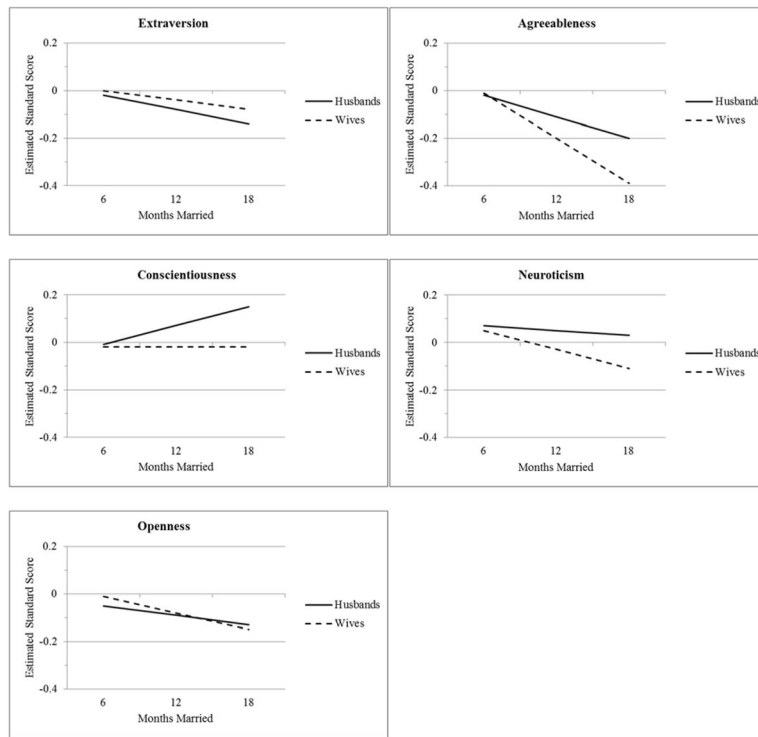 Extraversion
0.2
0
-0.2
-0.4
Estimated Standard Score
6 12 18
Months Married
Husbands
Wives
Agreeableness
0.2
0
-0.2
-0.4
Estimated Standard Score
6 12 18
Months Married
Husbands
Wives
Conscientiousness
0.2
0
-0.2
-0.4
Estimated Standard Score
6 12 18
Months Married
Husbands
Wives
Neuroticism
0.2
0
-0.2
-0.4
Estimated Standard Score
6 12 18
Months Married
Husbands
Wives
Openness
0.2
0
-0.2
-0.4
Estimated Standard Score
6 12 18
Months Married
Husbands
Wives